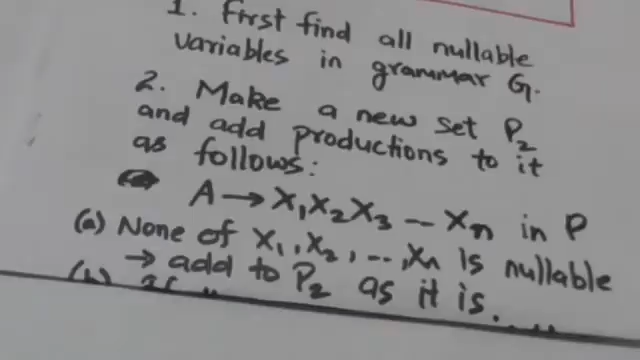 1. First find all nullable
variables in grammar G.
2. Make a new set P2
and add productions to it
as follows:
A → X1X2X3 -- Xn in P
(a) None of X1, X2, --, Xn is nullable
→ add to P2 as it is.